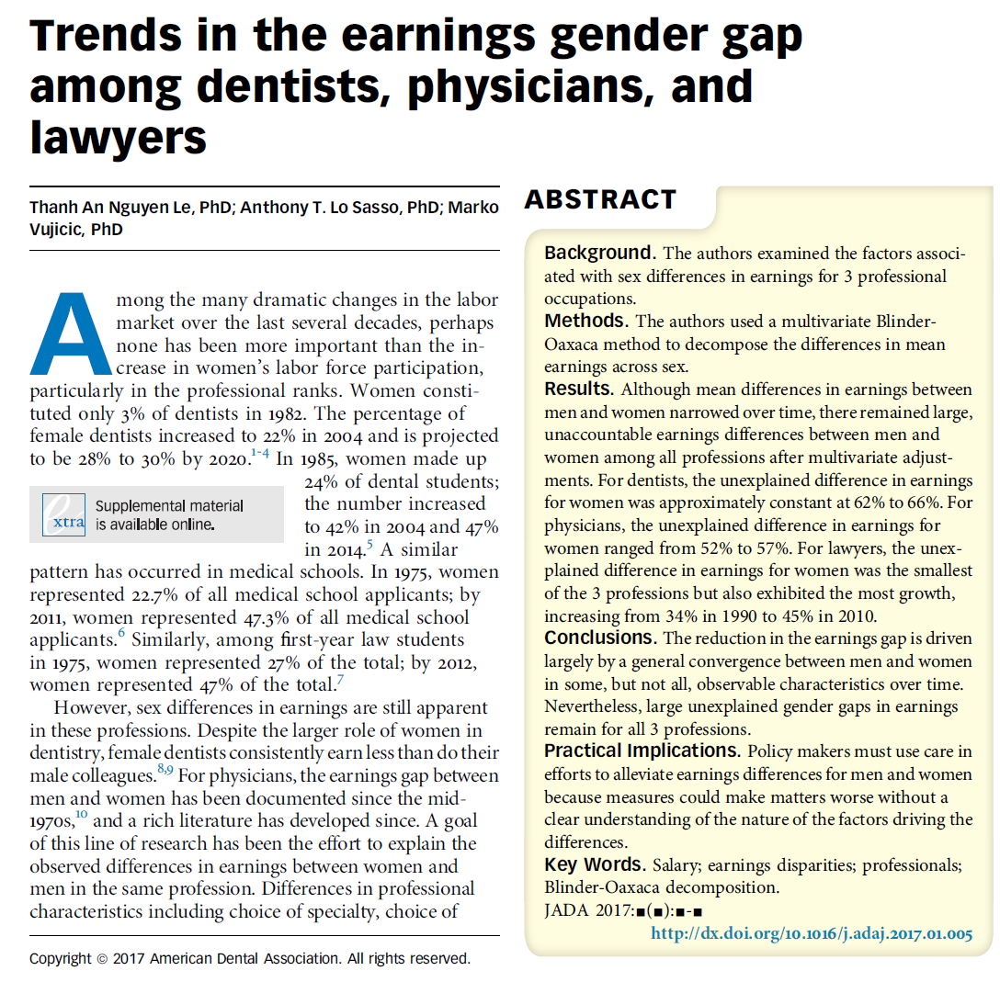 Trends in the earnings gender gap
among dentists, physicians, and
lawyers
Thanh An Nguyen Le, PhD; Anthony T. Lo Sasso, PhD; Marko
Vujicic, PhD
Among the many dramatic changes in the labor
market over the last several decades, perhaps
none has been more important than the in-
crease in women's labor force participation,
particularly in the professional ranks. Women consti-
tuted only 3% of dentists in 1982. The percentage of
female dentists increased to 22% in 2004 and is projected
to be 28% to 30% by 2020.1-4 In 1985, women made up
24% of dental students;
the number increased
to 42% in 2004 and 47%
in 2014.5 A similar
extra
Supplemental material
is available online.
pattern has occurred in medical schools. In 1975, women
represented 22.7% of all medical school applicants; by
2011, women represented 47.3% of all medical school
applicants.6 Similarly, among first-year law students
in 1975, women represented 27% of the total; by 2012,
women represented 47% of the total.7
However, sex differences in earnings are still apparent
in these professions. Despite the larger role of women in
dentistry, female dentists consistently earn less than do their
male colleagues.8,9 For physicians, the earnings gap between
men and women has been documented since the mid-
1970s,10 and a rich literature has developed since. A goal
of this line of research has been the effort to explain the
observed differences in earnings between women and
men in the same profession. Differences in professional
characteristics including choice of specialty, choice of
Copyright © 2017 American Dental Association. All rights reserved.
ABSTRACT
Background. The authors examined the factors associ-
ated with sex differences in earnings for 3 professional
occupations.
Methods. The authors used a multivariate Blinder-
Oaxaca method to decompose the differences in mean
earnings across sex.
Results. Although mean differences in earnings between
men and women narrowed over time, there remained large,
unaccountable earnings differences between men and
women among all professions after multivariate adjust-
ments. For dentists, the unexplained difference in earnings
for women was approximately constant at 62% to 66%. For
physicians, the unexplained difference in earnings for
women ranged from 52% to 57%. For lawyers, the unex-
plained difference in earnings for women was the smallest
of the 3 professions but also exhibited the most growth,
increasing from 34% in 1990 to 45% in 2010.
Conclusions. The reduction in the earnings gap is driven
largely by a general convergence between men and women
in some, but not all, observable characteristics over time.
Nevertheless, large unexplained gender gaps in earnings
remain for all 3 professions.
Practical Implications. Policy makers must use care in
efforts to alleviate earnings differences for men and women
because measures could make matters worse without a
clear understanding of the nature of the factors driving the
differences.
Key Words. Salary; earnings disparities; professionals;
Blinder-Oaxaca decomposition.
JADA 2017:■(■):■-■
http://dx.doi.org/10.1016/j.adaj.2017.01.005